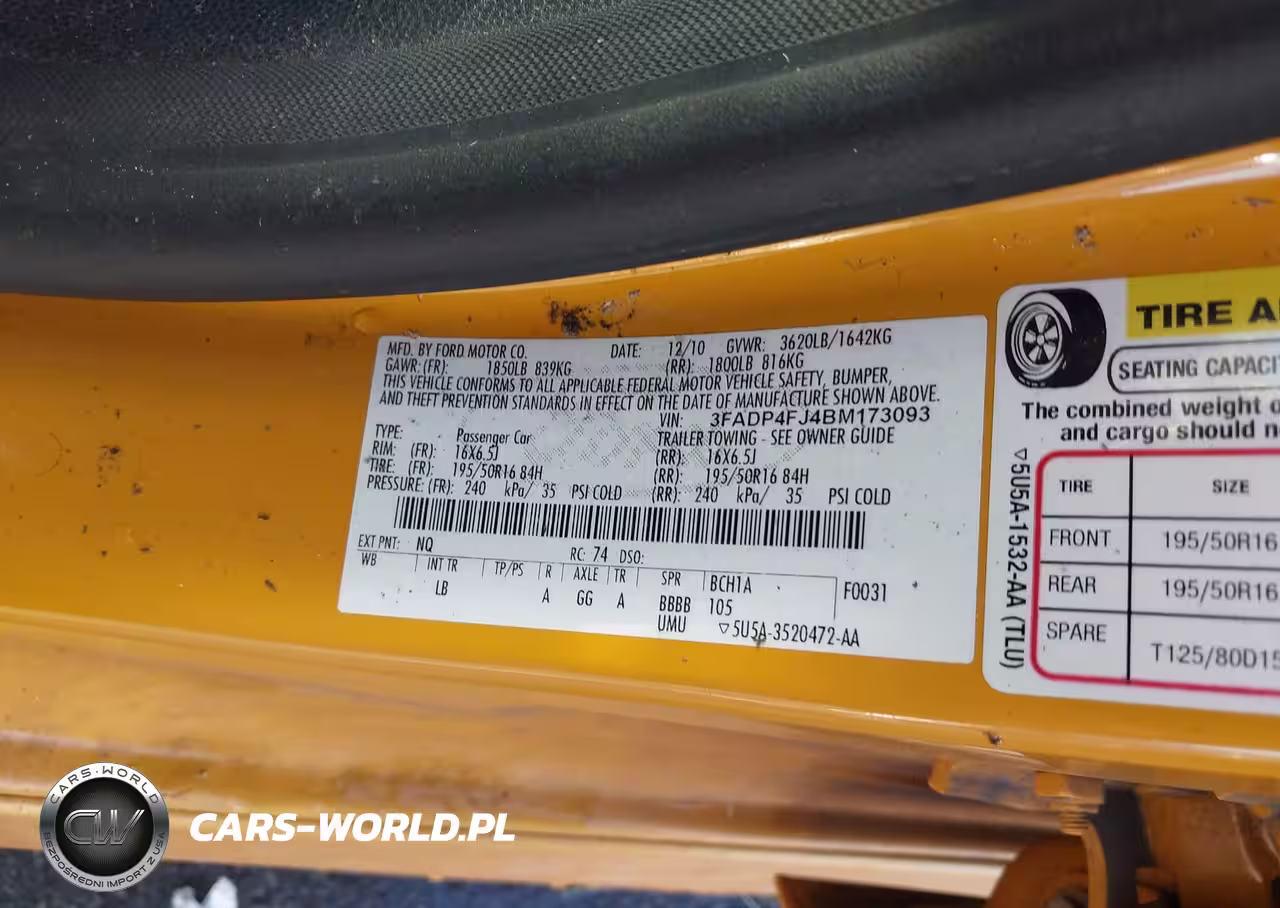 MFD. BY FORD MOTOR CO. DATE: 12/10 GVWR: 3620LB/1642KG
GAWR:(FR): 1850LB 839KG (RR): 1800LB 816KG
THIS VEHICLE CONFORMS TO ALL APPLICABLE FEDERAL MOTOR VEHICLE SAFETY, BUMPER,
AND THEFT PREVENTION STANDARDS IN EFFECT ON THE DATE OF MANUFACTURE SHOWN ABOVE.
VIN: 3FADP4FJ4BM173093
TYPE: Passenger Car TRAILER TOWING - SEE OWNER GUIDE
RIM: (FR): 16X6.5J (RR): 16X6.5J
TIRE: (FR): 195/50R16 84H (RR): 195/50R16 84H
PRESSURE: (FR): 240 kPa/ 35 PSI COLD (RR): 240 kPa/ 35 PSI COLD
EXT PNT: NQ RC: 74 DSO:
WB INT TR TP/PS R AXLE TR SPR BCH1A F0031
LB A GG A BBBB 105
UMU ▽5U5A-3520472-AA
TIRE A
SEATING CAPACI
The combined weight o
and cargo should n
▽5U5A-1532-AA (TLU)
TIRE SIZE
FRONT 195/50R16
REAR 195/50R16
SPARE T125/80D15
CARS-WORLD
CW
BEZPOŚREDNI IMPORT Z USA
CARS-WORLD.PL